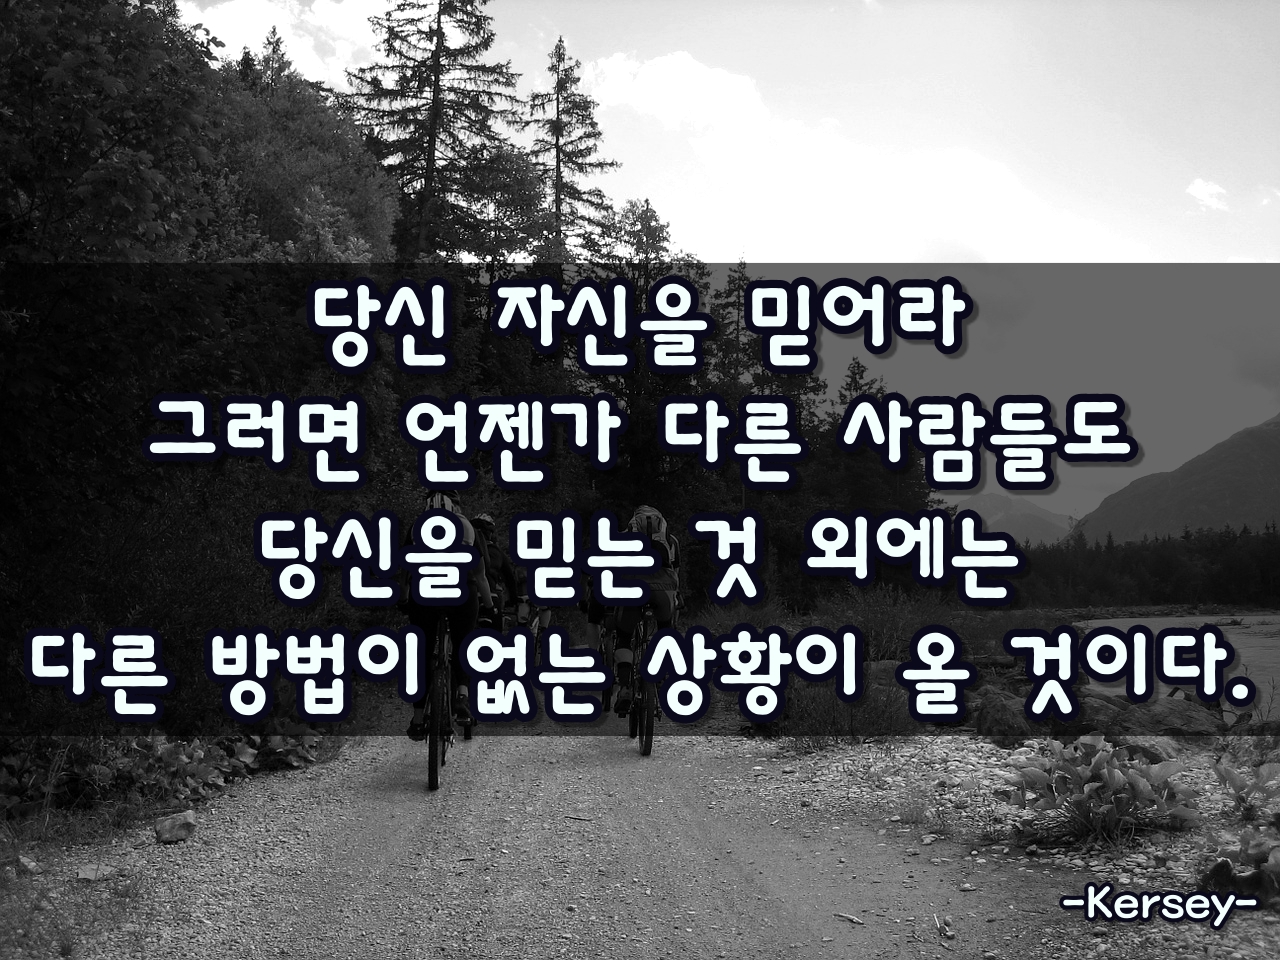 당신 자신을 믿어라
그러면 언젠가 다른 사람들도
당신을 믿는 것 외에는
다른 방법이 없는 상황이 올 것이다.
-Kersey-